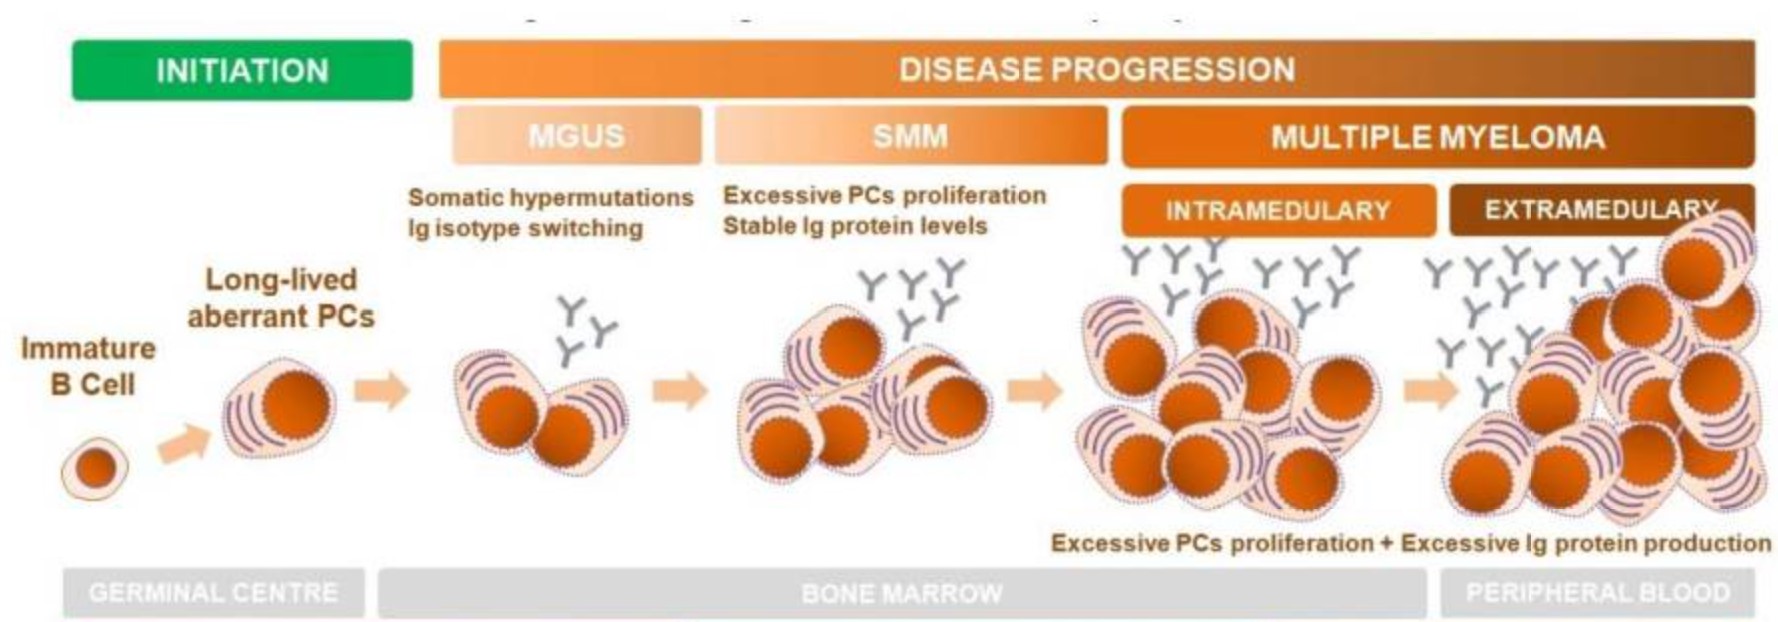 INITIATION
DISEASE PROGRESSION
MGUS
SMM
MULTIPLE MYELOMA
Somatic hypermutations
Ig isotype switching
Excessive PCs proliferation
Stable Ig protein levels
INTRAMEDULARY
EXTRAMEDULARY
Long-lived
aberrant PCs
Immature
B Cell
Excessive PCs proliferation + Excessive Ig protein production
GERMINAL CENTRE
BONE MARROW
PERIPHERAL BLOOD